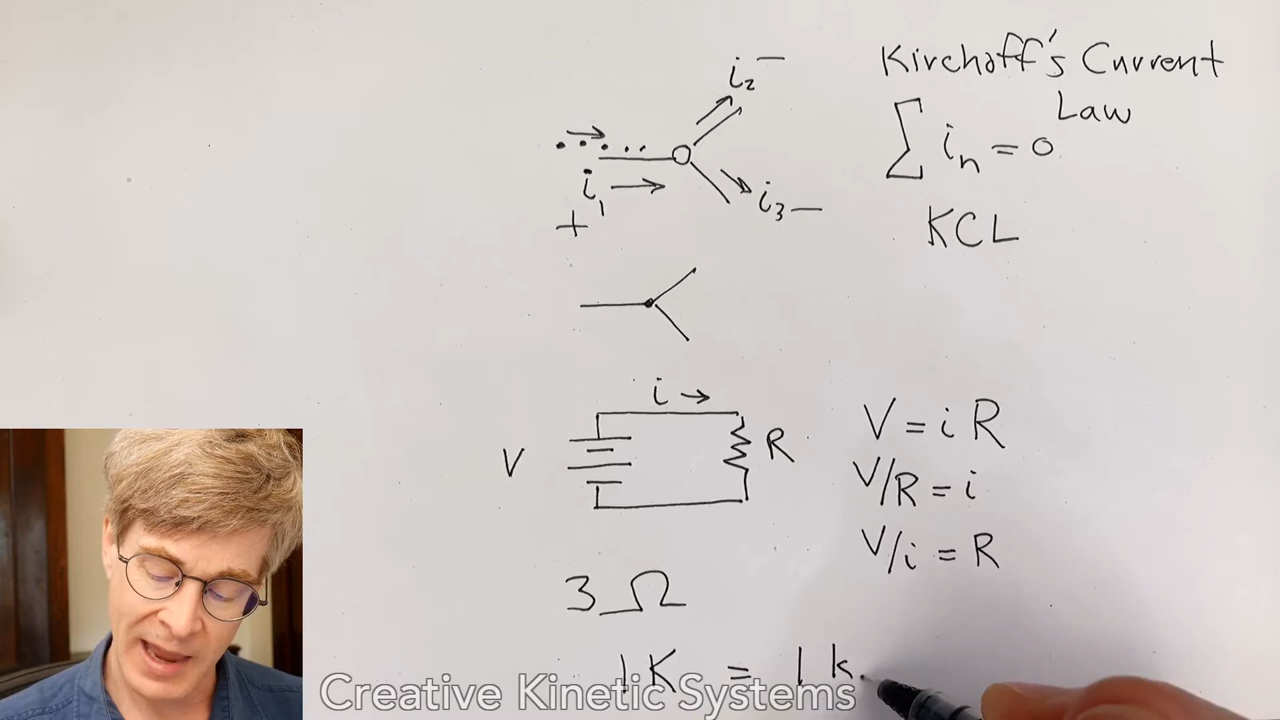 Kirchoff's Current
Law
∑ iₙ = 0
KCL
i₂ −
i₁ →
+
i₃ −
i →
V
R
V = i R
V/R = i
V/i = R
3 Ω
1K = 1k
Creative Kinetic Systems